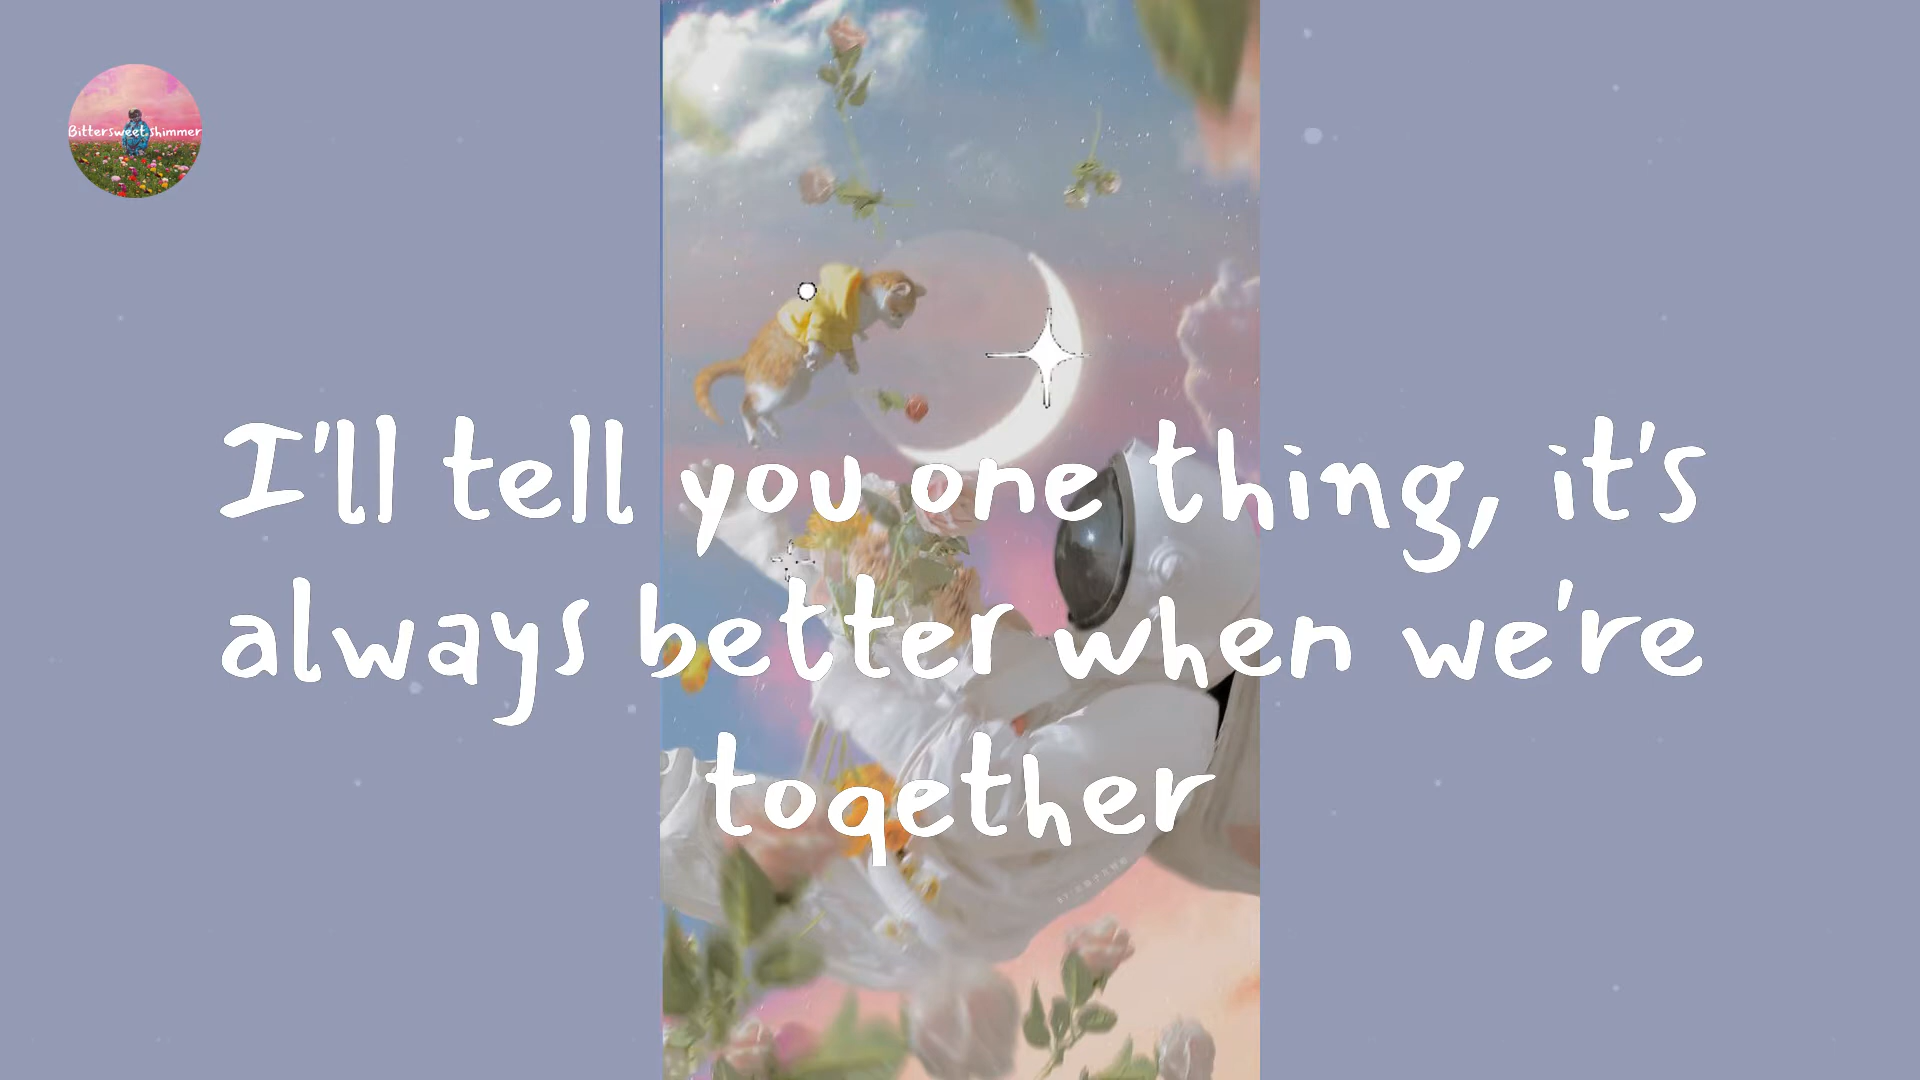 Bittersweet shimmer
I'll tell you one thing, it's
always better when we're
together